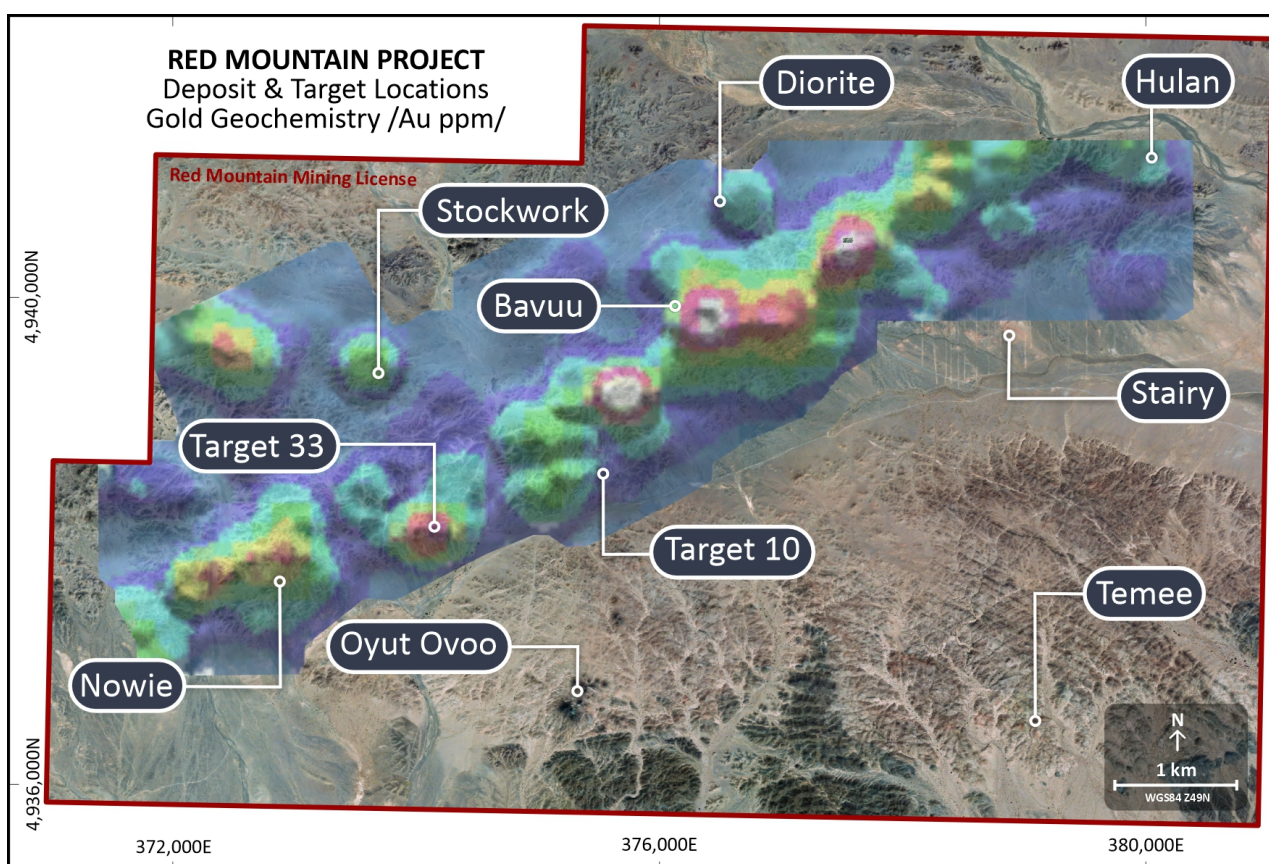 RED MOUNTAIN PROJECT
Deposit & Target Locations
Gold Geochemistry /Au ppm/
Red Mountain Mining License
Diorite
Hulan
Stockwork
Bavuu
Stairy
Target 33
Target 10
Temee
Oyut Ovoo
Nowie
N
1 km
WGS84 Z49N
4,940,000N
4,936,000N
372,000E
376,000E
380,000E